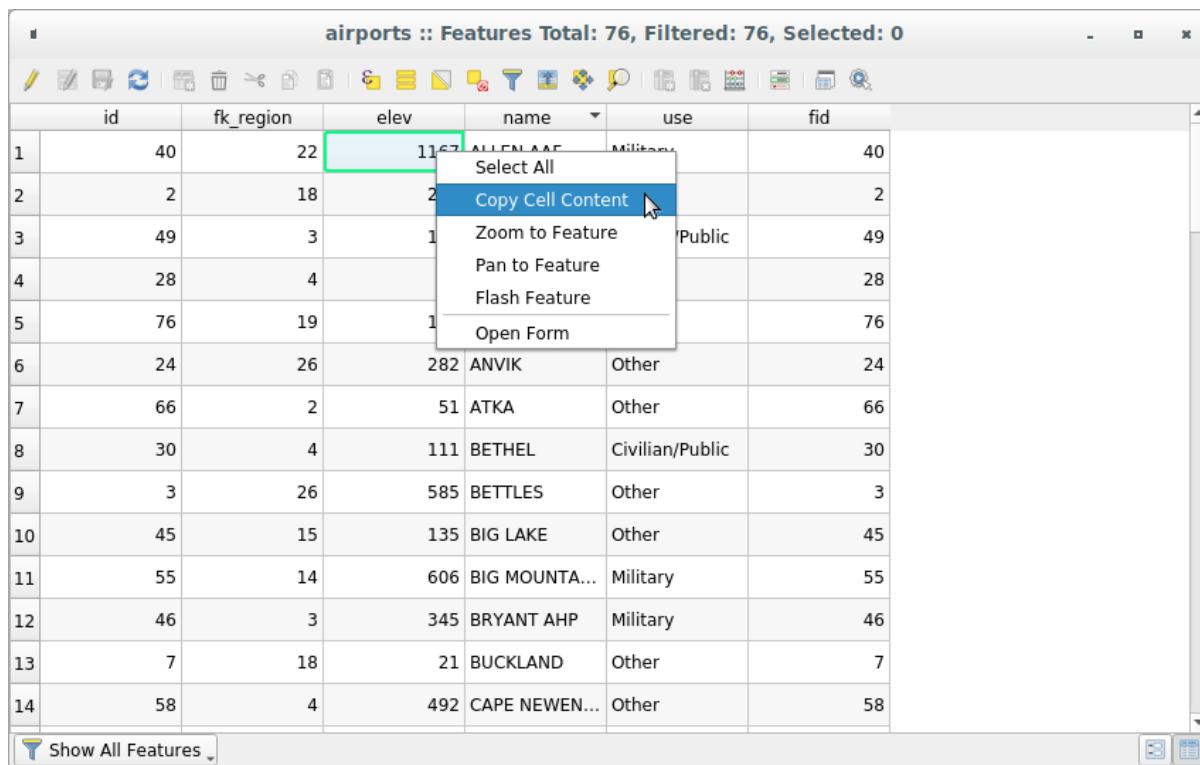 airports :: Features Total: 76, Filtered: 76, Selected: 0
id fk_region elev name use fid
1 40 22 1167 ALLEN AAF Military 40
Select All
2 2 18 2
Copy Cell Content
3 49 3 /Public 49
Zoom to Feature
4 28 4 28
Pan to Feature
Flash Feature
5 76 19 76
Open Form
6 24 26 282 ANVIK Other 24
7 66 2 51 ATKA Other 66
8 30 4 111 BETHEL Civilian/Public 30
9 3 26 585 BETTLES Other 3
10 45 15 135 BIG LAKE Other 45
11 55 14 606 BIG MOUNTA... Military 55
12 46 3 345 BRYANT AHP Military 46
13 7 18 21 BUCKLAND Other 7
14 58 4 492 CAPE NEWEN... Other 58
Show All Features